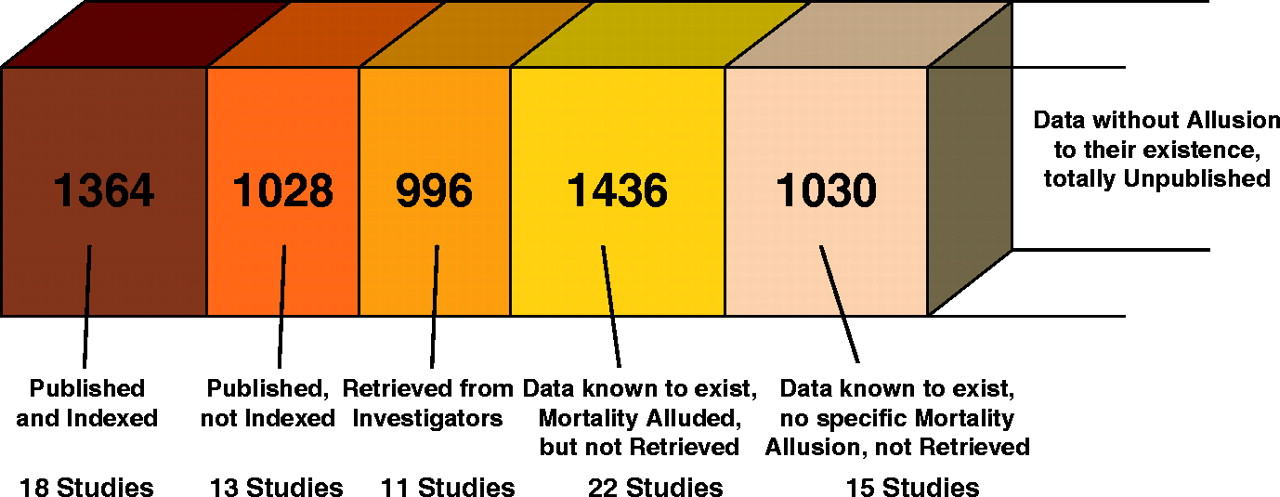 1364
1028
996
1436
1030
Data without Allusion
to their existence,
totally Unpublished
Published
and Indexed
18 Studies
Published,
not Indexed
13 Studies
Retrieved from
Investigators
11 Studies
Data known to exist,
Mortality Alluded,
but not Retrieved
22 Studies
Data known to exist,
no specific Mortality
Allusion, not Retrieved
15 Studies